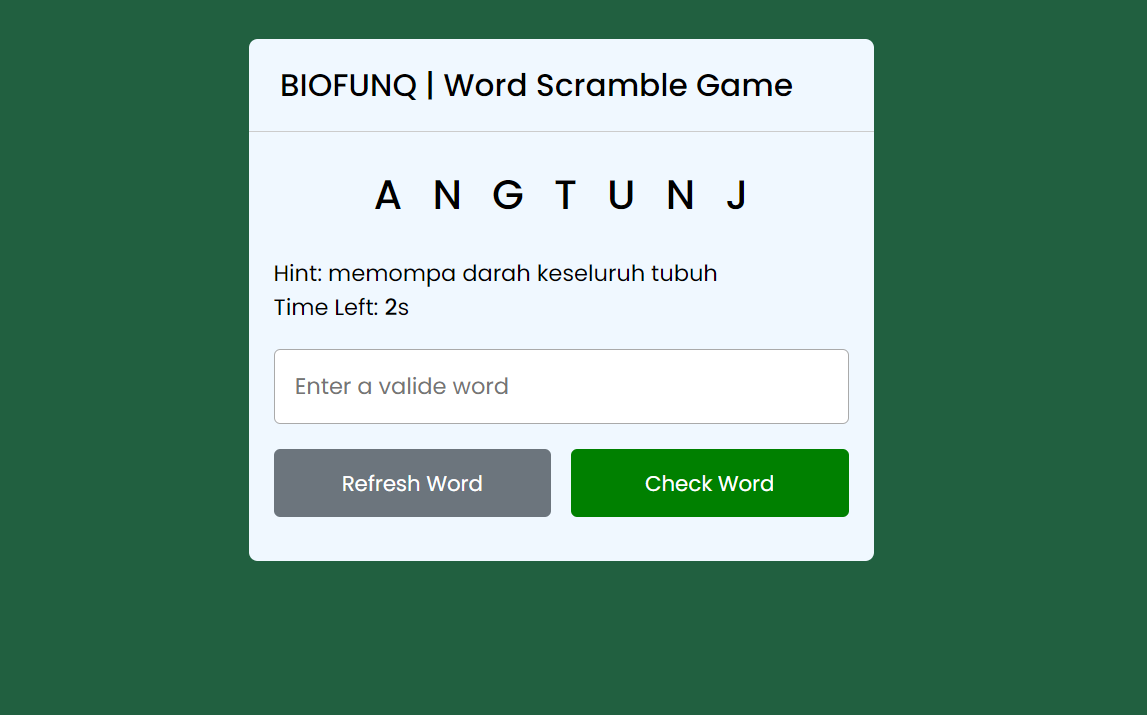 BIOFUNQ | Word Scramble Game
A N G T U N J
Hint: memompa darah keseluruh tubuh
Time Left: 2s
Enter a valide word
Refresh Word
Check Word